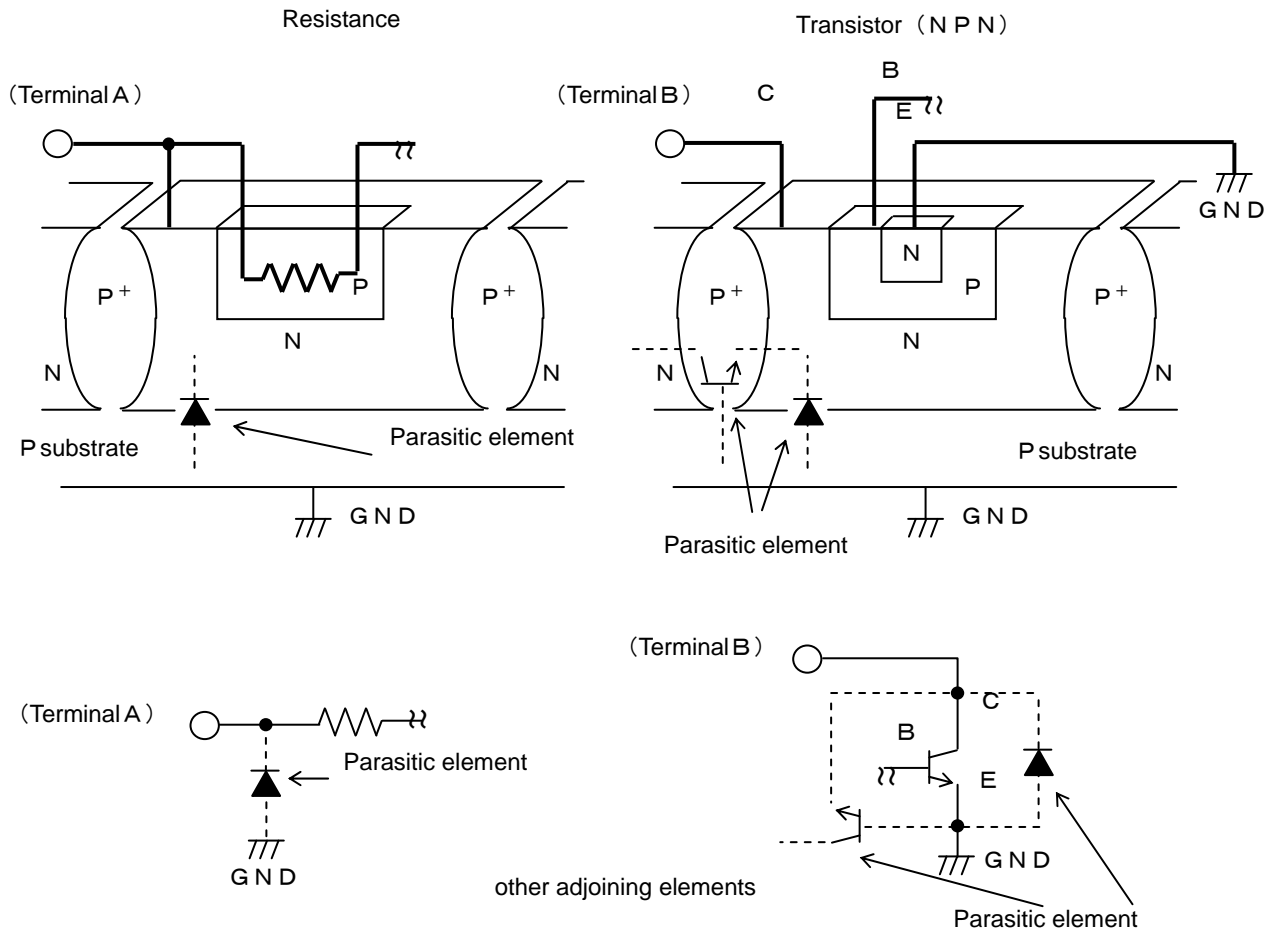 Resistance
Transistor（ＮＰＮ）
（Terminal Ａ）
（Terminal Ｂ）
Ｃ
Ｂ
Ｅ
ＧＮＤ
Ｐ＋
Ｐ
Ｐ＋
Ｎ
Ｎ
Ｎ
Ｐ substrate
Parasitic element
ＧＮＤ
Ｎ
Ｐ＋
Ｐ
Ｐ＋
Ｎ
Ｎ
Ｎ
Ｐ substrate
ＧＮＤ
Parasitic element
（Terminal Ａ）
Parasitic element
ＧＮＤ
（Terminal Ｂ）
Ｃ
Ｂ
Ｅ
ＧＮＤ
other adjoining elements
Parasitic element